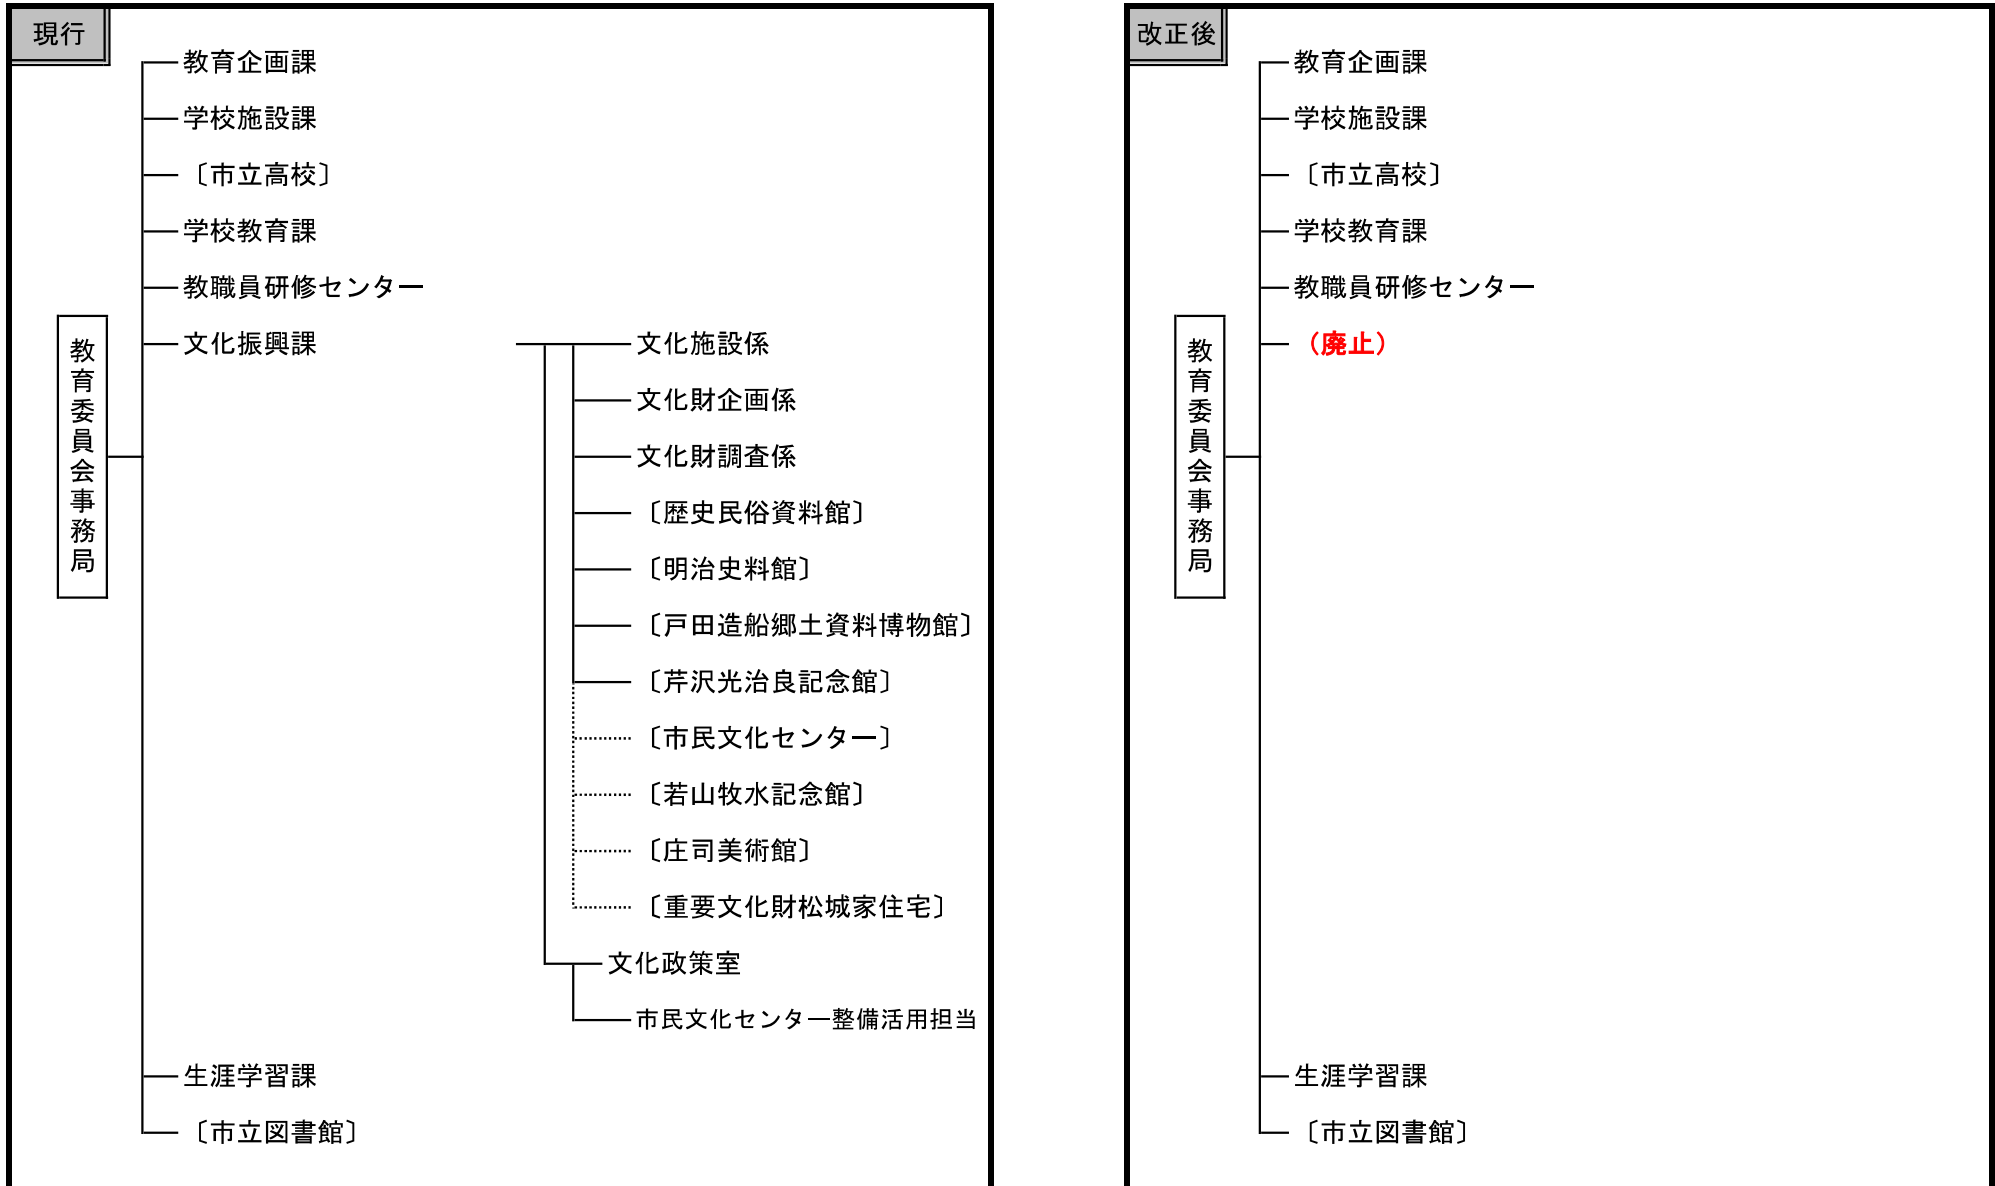 現行
教育企画課
学校施設課
〔市立高校〕
学校教育課
教職員研修センター
教育委員会事務局
文化振興課
文化施設係
文化財企画係
文化財調査係
〔歴史民俗資料館〕
〔明治史料館〕
〔戸田造船郷土資料博物館〕
〔芹沢光治良記念館〕
〔市民文化センター〕
〔若山牧水記念館〕
〔庄司美術館〕
〔重要文化財松城家住宅〕
文化政策室
市民文化センター整備活用担当
生涯学習課
〔市立図書館〕
改正後
教育企画課
学校施設課
〔市立高校〕
学校教育課
教職員研修センター
教育委員会事務局
（廃止）
生涯学習課
〔市立図書館〕